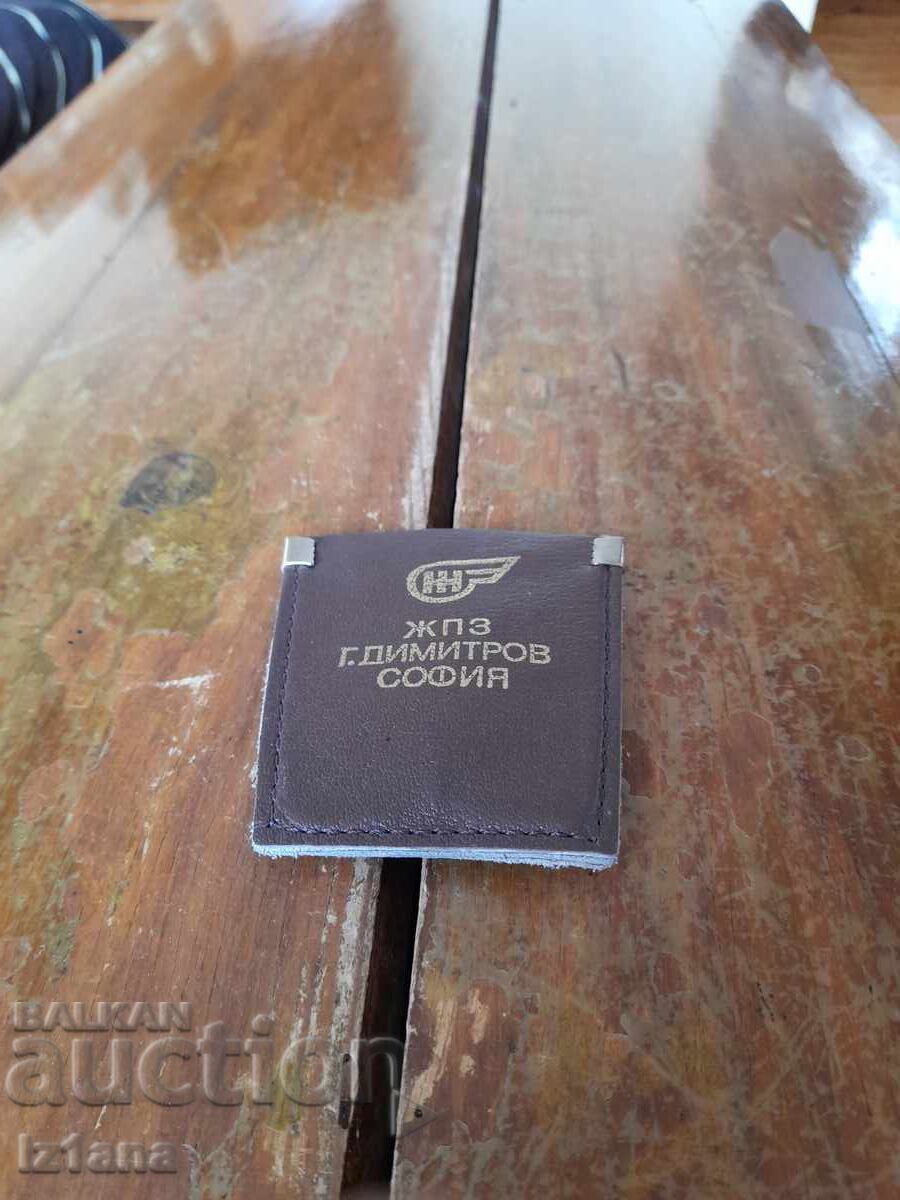 ЖПЗ
Г.ДИМИТРОВ
СОФИЯ
BALKAN
auction
Iz1ana